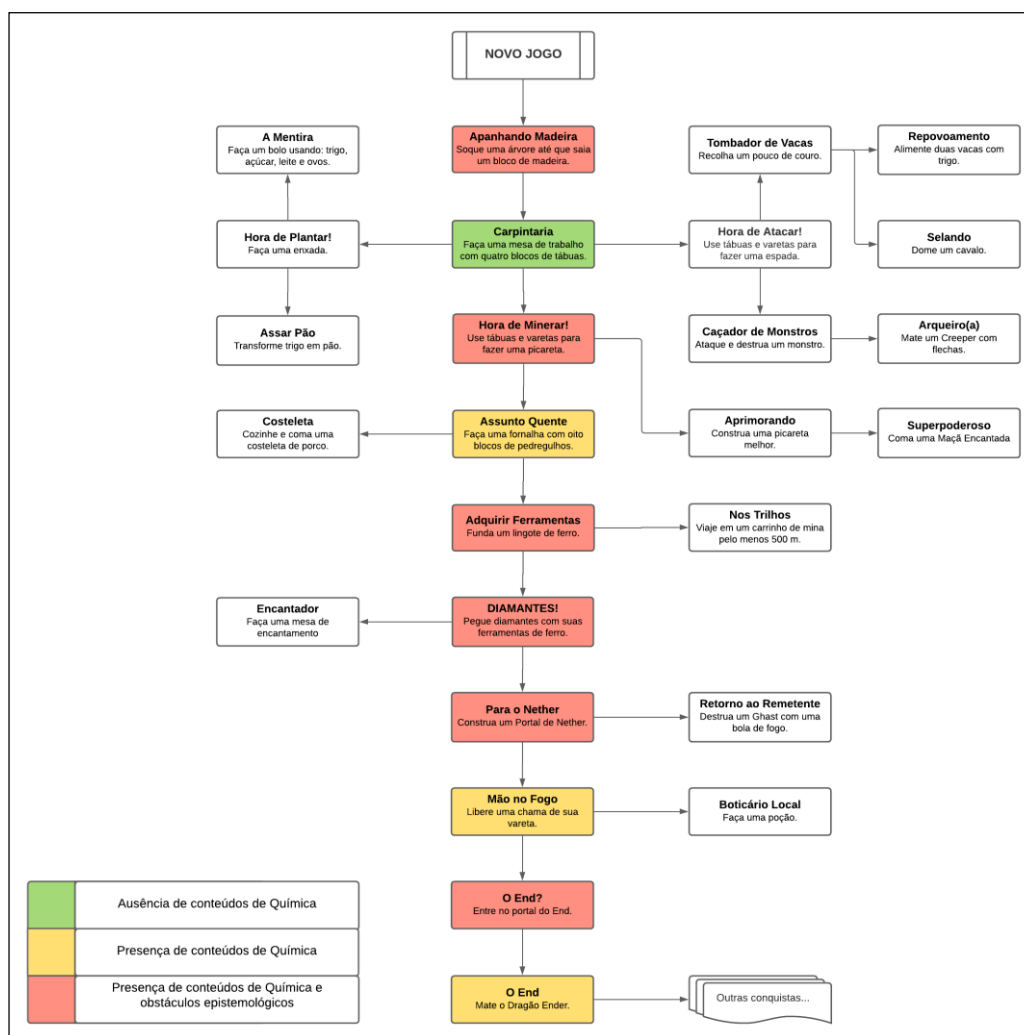 NOVO JOGO
A Mentira
Faça um bolo usando: trigo,
açúcar, leite e ovos.
Apanhando Madeira
Soque uma árvore até que saia
um bloco de madeira.
Tombador de Vacas
Recolha um pouco de couro.
Repovoamento
Alimente duas vacas com
trigo.
Hora de Plantar!
Faça uma enxada.
Carpintaria
Faça uma mesa de trabalho
com quatro blocos de tábuas.
Hora de Atacar!
Use tábuas e varetas para
fazer uma espada.
Selando
Dome um cavalo.
Assar Pão
Transforme trigo em pão.
Hora de Minerar!
Use tábuas e varetas para
fazer uma picareta.
Caçador de Monstros
Ataque e destrua um monstro.
Arqueiro(a)
Mate um Creeper com
flechas.
Costeleta
Cozinhe e coma uma
costeleta de porco.
Assunto Quente
Faça uma fornalha com oito
blocos de pedregulhos.
Aprimorando
Construa uma picareta
melhor.
Superpoderoso
Coma uma Maçã Encantada
Adquirir Ferramentas
Funda um lingote de ferro.
Nos Trilhos
Viaje em um carrinho de mina
pelo menos 500 m.
Encantador
Faça uma mesa de
encantamento
DIAMANTES!
Pegue diamantes com suas
ferramentas de ferro.
Para o Nether
Construa um Portal de Nether.
Retorno ao Remetente
Destrua um Ghast com uma
bola de fogo.
Mão no Fogo
Libere uma chama de sua
vareta.
Boticário Local
Faça uma poção.
O End?
Entre no portal do End.
O End
Mate o Dragão Ender.
Outras conquistas...
Ausência de conteúdos de Química
Presença de conteúdos de Química
Presença de conteúdos de Química e
obstáculos epistemológicos